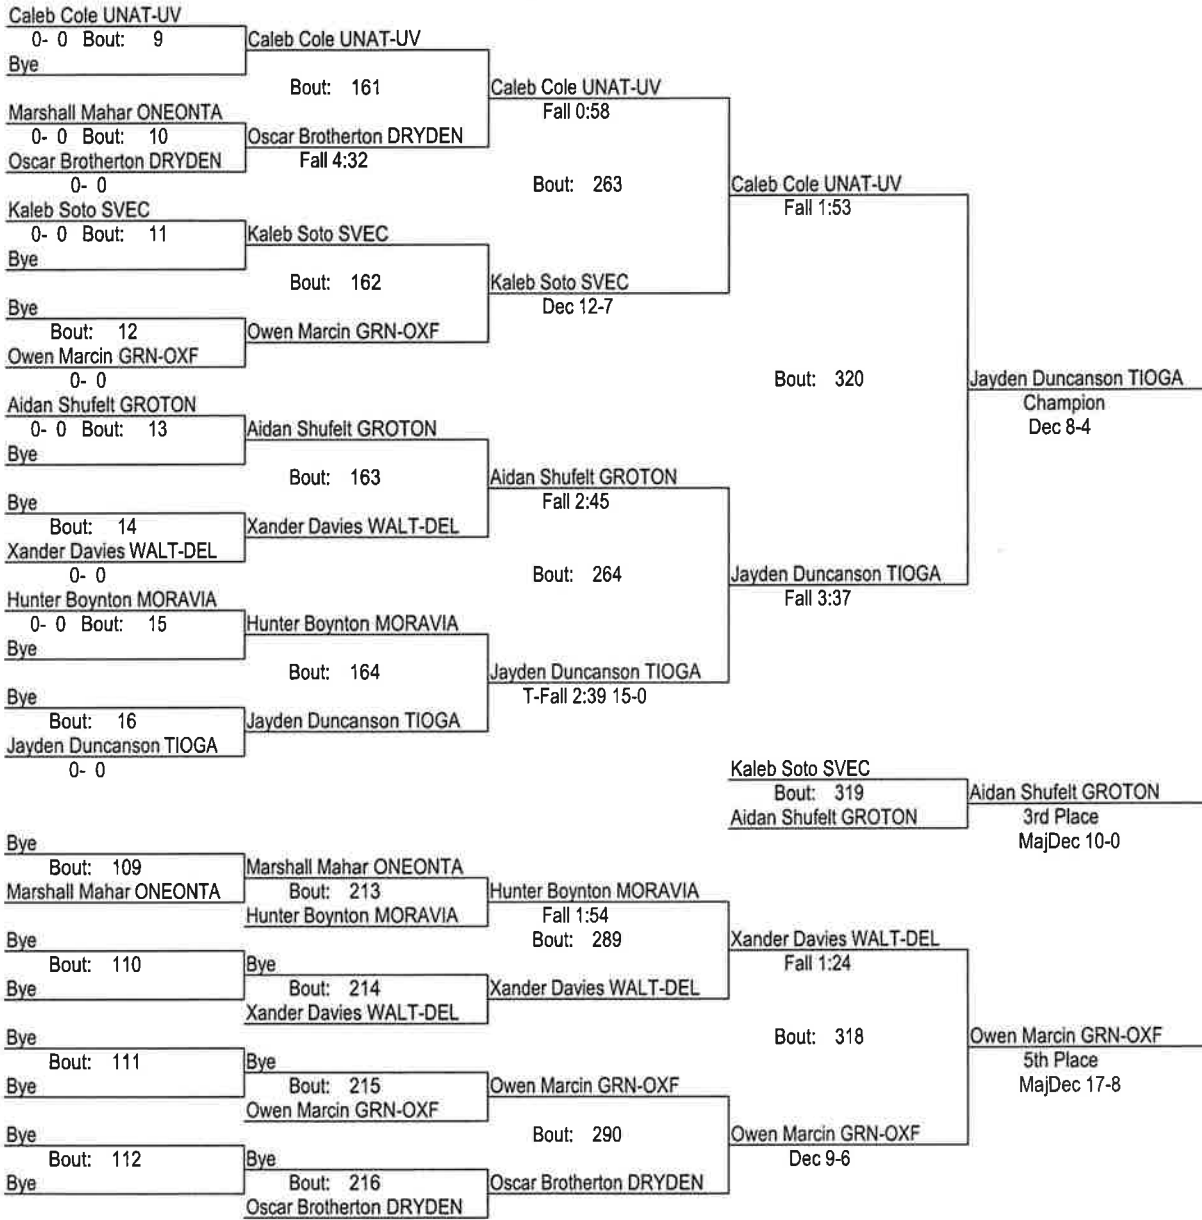 Caleb Cole UNAT-UV
0- 0 Bout: 9
Bye
Caleb Cole UNAT-UV
Bout: 161
Caleb Cole UNAT-UV
Fall 0:58
Marshall Mahar ONEONTA
0- 0 Bout: 10
Oscar Brotherton DRYDEN
0- 0
Oscar Brotherton DRYDEN
Fall 4:32
Bout: 263
Caleb Cole UNAT-UV
Fall 1:53
Kaleb Soto SVEC
0- 0 Bout: 11
Bye
Kaleb Soto SVEC
Bout: 162
Kaleb Soto SVEC
Dec 12-7
Bye
Bout: 12
Owen Marcin GRN-OXF
0- 0
Owen Marcin GRN-OXF
Bout: 320
Jayden Duncanson TIOGA
Champion
Dec 8-4
Aidan Shufelt GROTON
0- 0 Bout: 13
Bye
Aidan Shufelt GROTON
Bout: 163
Aidan Shufelt GROTON
Fall 2:45
Bye
Bout: 14
Xander Davies WALT-DEL
0- 0
Xander Davies WALT-DEL
Bout: 264
Jayden Duncanson TIOGA
Fall 3:37
Hunter Boynton MORAVIA
0- 0 Bout: 15
Bye
Hunter Boynton MORAVIA
Bout: 164
Jayden Duncanson TIOGA
T-Fall 2:39 15-0
Bye
Bout: 16
Jayden Duncanson TIOGA
0- 0
Jayden Duncanson TIOGA
Kaleb Soto SVEC
Bout: 319
Aidan Shufelt GROTON
Aidan Shufelt GROTON
3rd Place
MajDec 10-0
Bye
Bout: 109
Marshall Mahar ONEONTA
Marshall Mahar ONEONTA
Bout: 213
Hunter Boynton MORAVIA
Hunter Boynton MORAVIA
Fall 1:54
Bout: 289
Xander Davies WALT-DEL
Fall 1:24
Bye
Bout: 110
Bye
Bye
Bout: 214
Xander Davies WALT-DEL
Xander Davies WALT-DEL
Bout: 318
Owen Marcin GRN-OXF
5th Place
MajDec 17-8
Bye
Bout: 111
Bye
Bye
Bout: 215
Owen Marcin GRN-OXF
Owen Marcin GRN-OXF
Bout: 290
Owen Marcin GRN-OXF
Dec 9-6
Bye
Bout: 112
Bye
Bye
Bout: 216
Oscar Brotherton DRYDEN
Oscar Brotherton DRYDEN